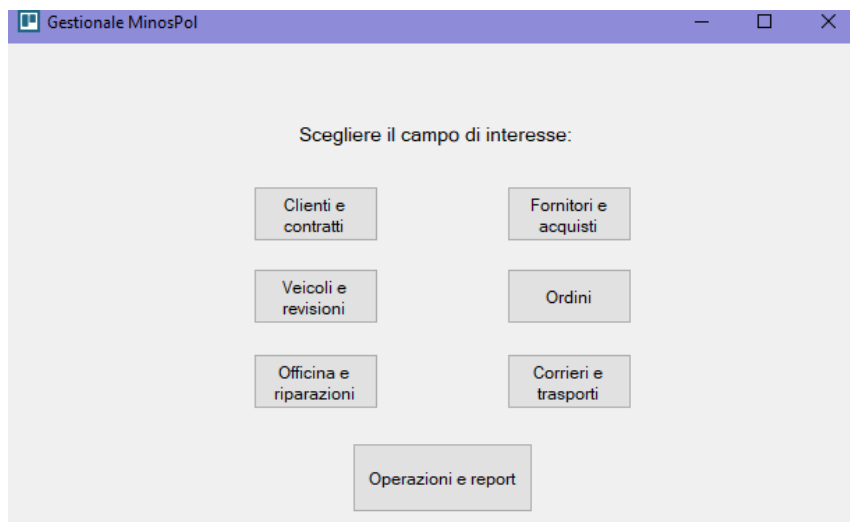 Gestionale MinosPol
Scegliere il campo di interesse:
Clienti e
contratti
Fornitori e
acquisti
Veicoli e
revisioni
Ordini
Officina e
riparazioni
Corrieri e
trasporti
Operazioni e report